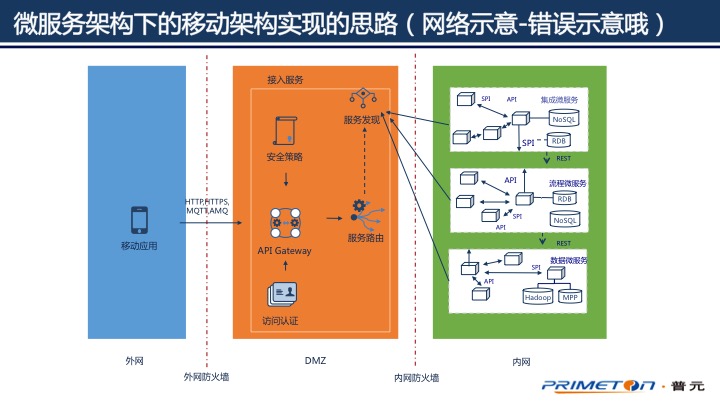 微服务架构下的移动架构实现的思路（网络示意-错误示意哦）
移动应用
HTTP,HTTPS,
MQTT,AMQ
接入服务
服务发现
安全策略
API Gateway
服务路由
访问认证
SPI
API
集成微服务
NoSQL
SPI
RDB
REST
API
流程微服务
RDB
SPI
NoSQL
API
REST
数据微服务
SPI
API
Hadoop
MPP
外网
DMZ
内网
外网防火墙
内网防火墙
PRIMETON·普元